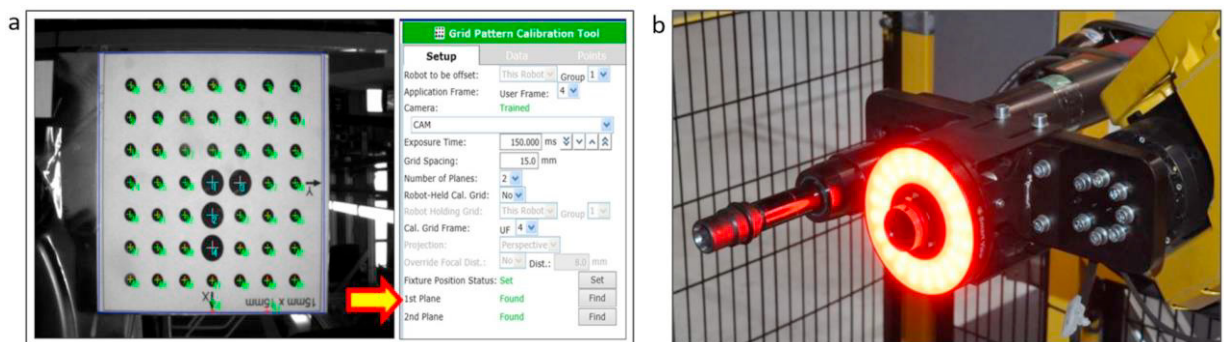 a
Grid Pattern Calibration Tool
Setup Data Points
Robot to be offset: This Robot Group 1
Application Frame: User Frame: 4
Camera: Trained
CAM
Exposure Time: 150.000 ms
Grid Spacing: 15.0 mm
Number of Planes: 2
Robot-Held Cal. Grid: No
Robot Holding Grid: This Robot Group 1
Cal. Grid Frame: UF 4
Projection: Perspective
Override Focal Dist.: No Dist.: 8.0 mm
Fixture Position Status: Set Set
1st Plane Found Find
2nd Plane Found Find
Y
X
15mm x 15mm
b